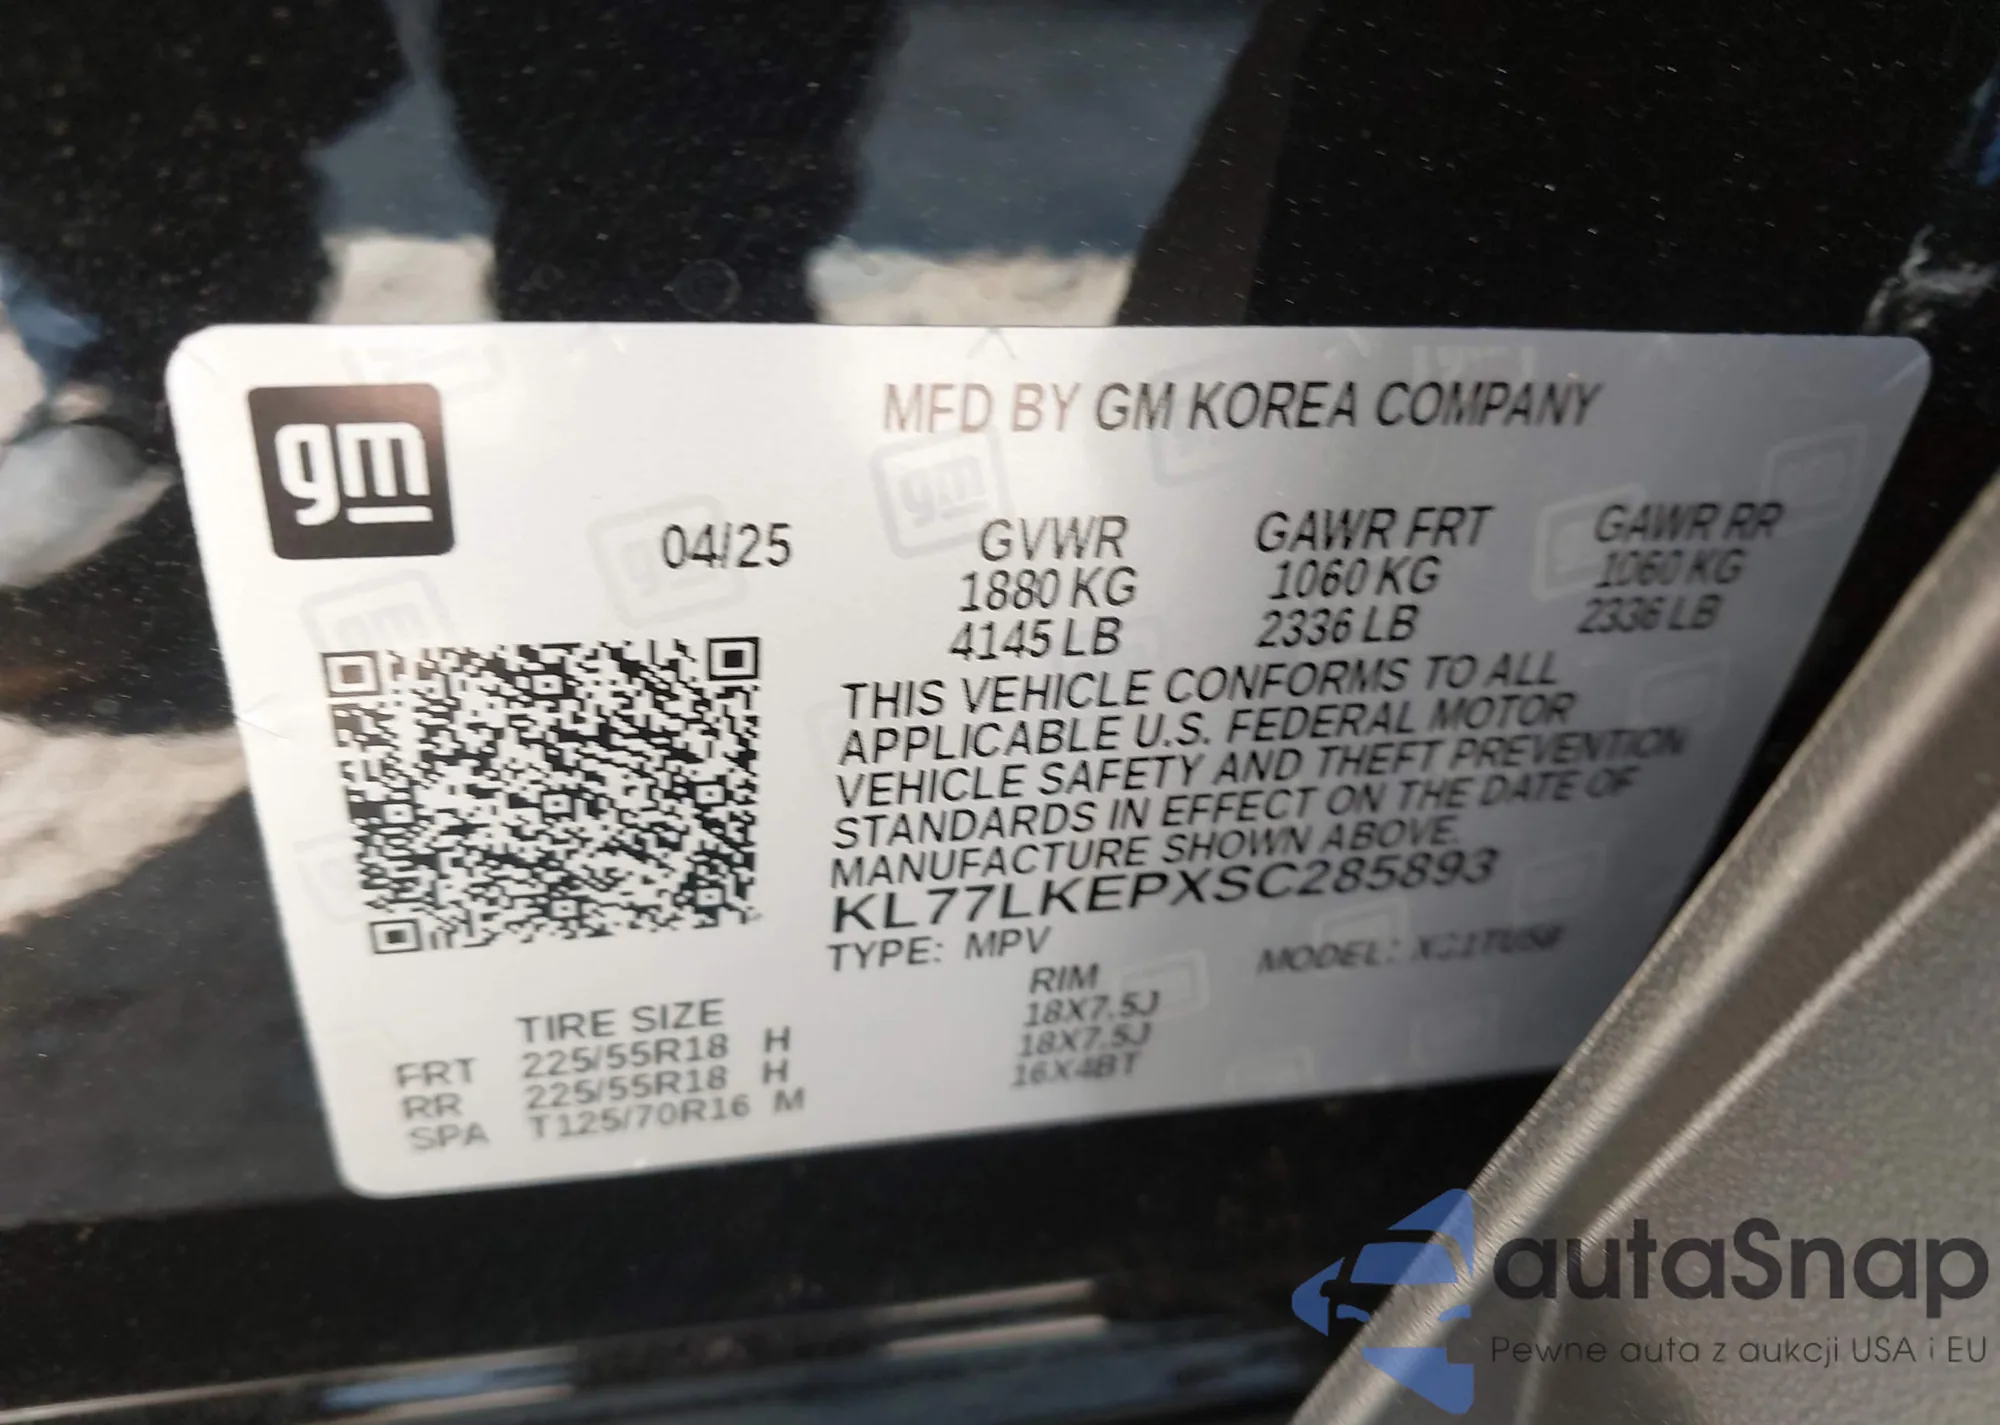 gm
MFD BY GM KOREA COMPANY
04/25
GVWR GAWR FRT GAWR RR
1880 KG 1060 KG 1060 KG
4145 LB 2336 LB 2336 LB
THIS VEHICLE CONFORMS TO ALL
APPLICABLE U.S. FEDERAL MOTOR
VEHICLE SAFETY AND THEFT PREVENTION
STANDARDS IN EFFECT ON THE DATE OF
MANUFACTURE SHOWN ABOVE.
KL77LKEPXSC285893
TYPE: MPV MODEL:
TIRE SIZE RIM
FRT 225/55R18 H 18X7.5J
RR 225/55R18 H 18X7.5J
SPA T125/70R16 M 16X4BT
autaSnap
Pewne auta z aukcji USA i EU